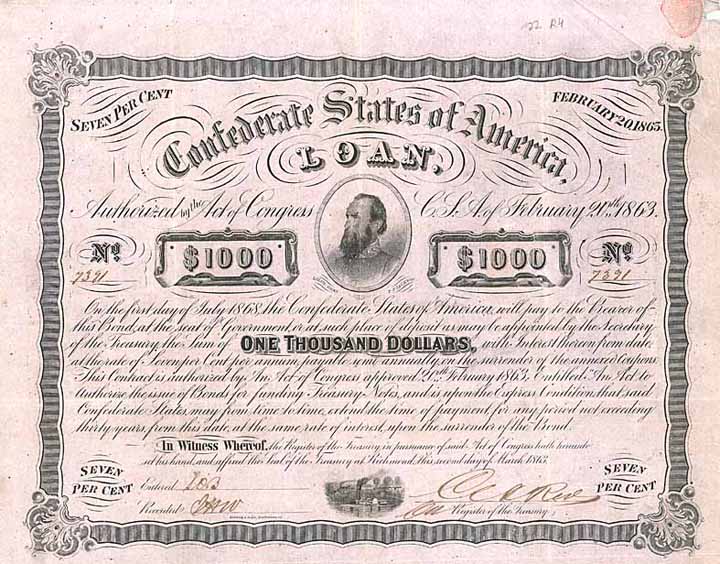 22 R4
SEVEN PER CENT
FEBRUARY 20, 1863.
Confederate States of America,
LOAN,
Authorized by the Act of Congress C.S.A. of February 20th, 1863.
No. $1000 $1000 No.
7391 7391
On the first day of July 1868, the Confederate States of America, will pay to the Bearer of
this Bond, at the seat of Government, or at such place of deposit as may be appointed by the Secretary
of the Treasury, the Sum of ONE THOUSAND DOLLARS, with Interest thereon from date,
at the rate of Seven per Cent per annum, payable semi-annually, on the surrender of the annexed Coupons.
This Contract is authorized by An Act of Congress approved 20th February 1863, Entitled "An Act to
Authorize the issue of Bonds for funding Treasury Notes, and is upon the Express Condition, that said
Confederate States, may from time to time, extend the time of payment, for any period not exceeding
thirty years, from this date, at the same rate of interest, upon the surrender of the Bond.
In Witness Whereof, the Register of the Treasury in pursuance of said Act of Congress hath hereunto
set his hand, and affixed the Seal of the Treasury at Richmond, this second day of March 1863.
SEVEN PER CENT
SEVEN PER CENT
Entered
Recorded
Register of the Treasury